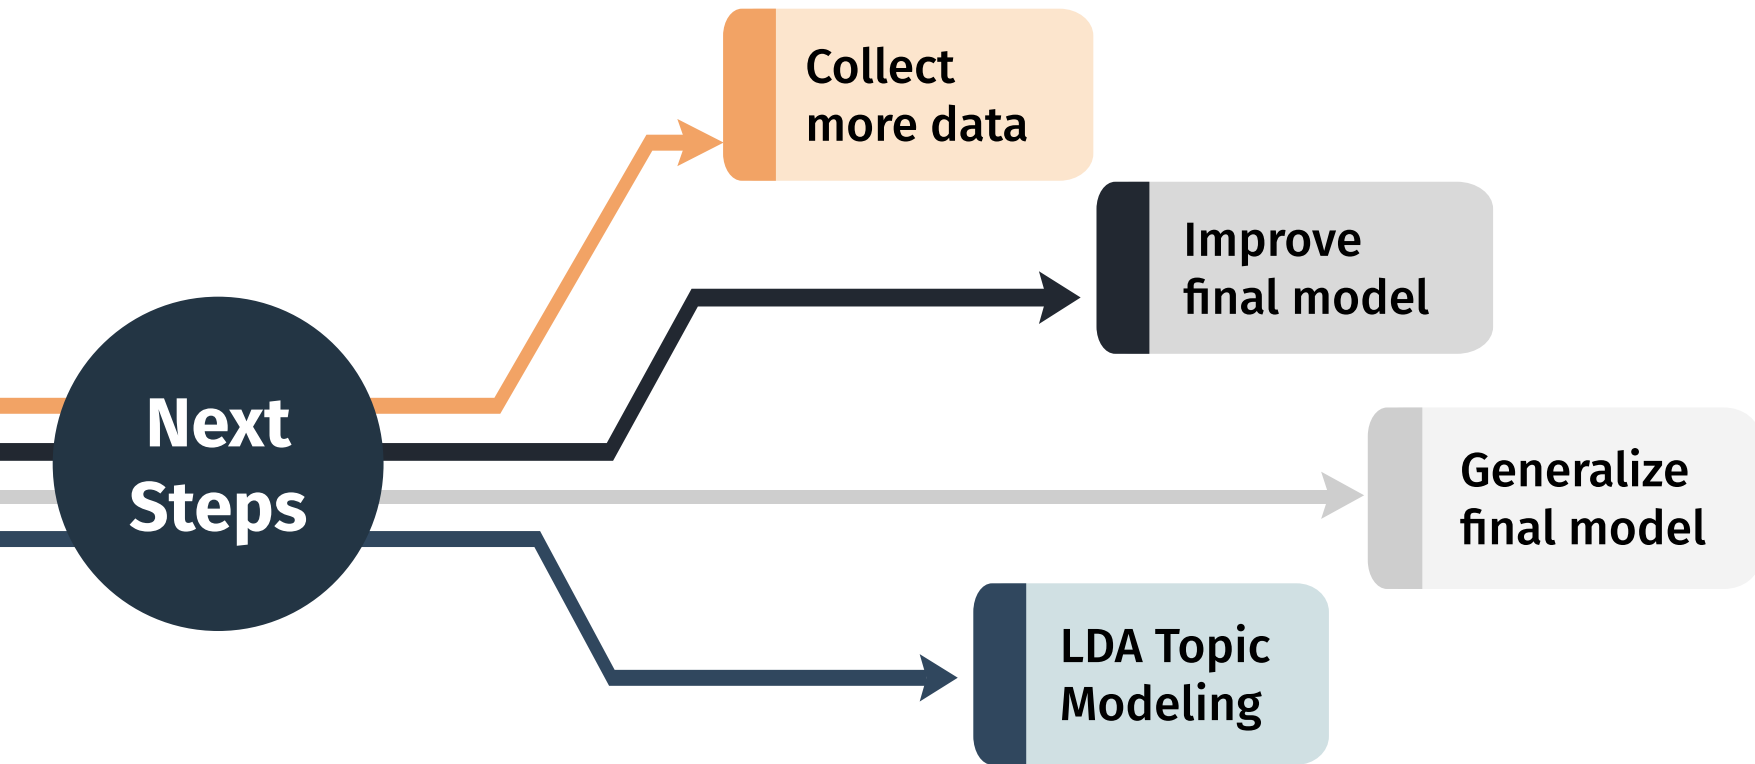 Next
Steps
Collect
more data
Improve
final model
Generalize
final model
LDA Topic
Modeling